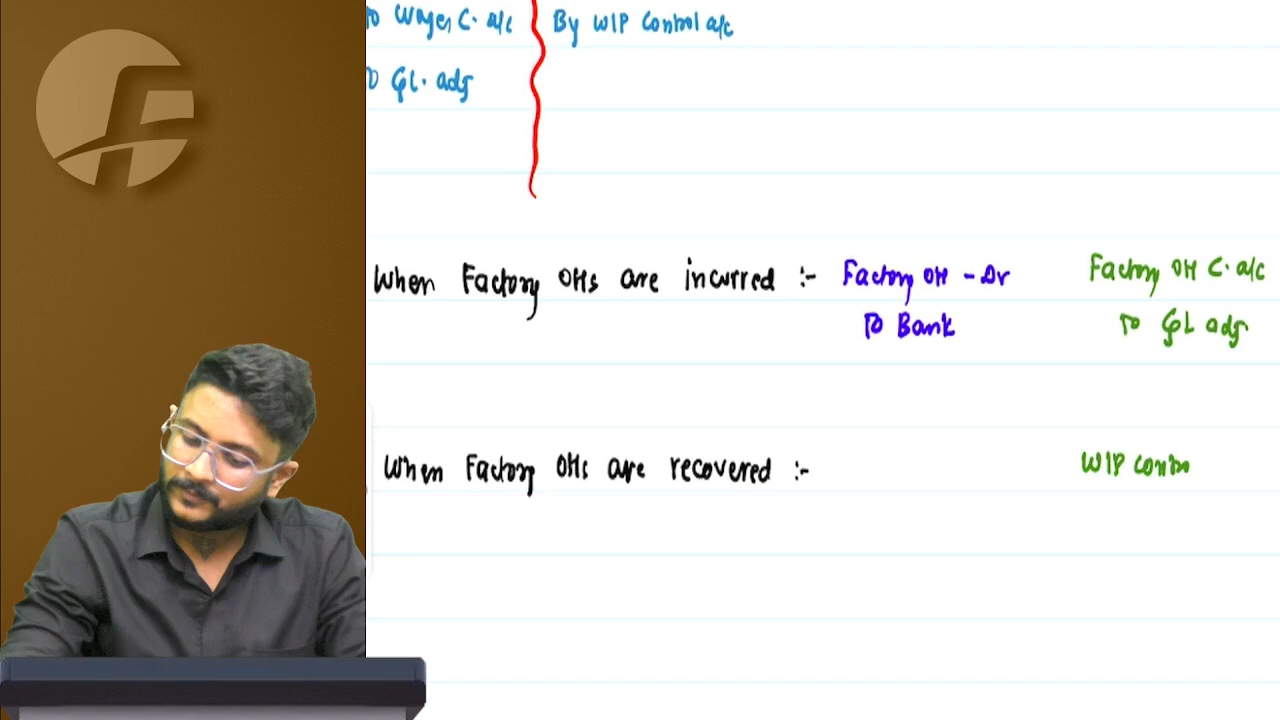 To Wages C. a/c By WIP Control a/c
To GL. adj
When Factory OHs are incurred :- Factory OH - Dr Factory OH C. a/c
To Bank To GL adj
When Factory OHs are recovered :- WIP contro